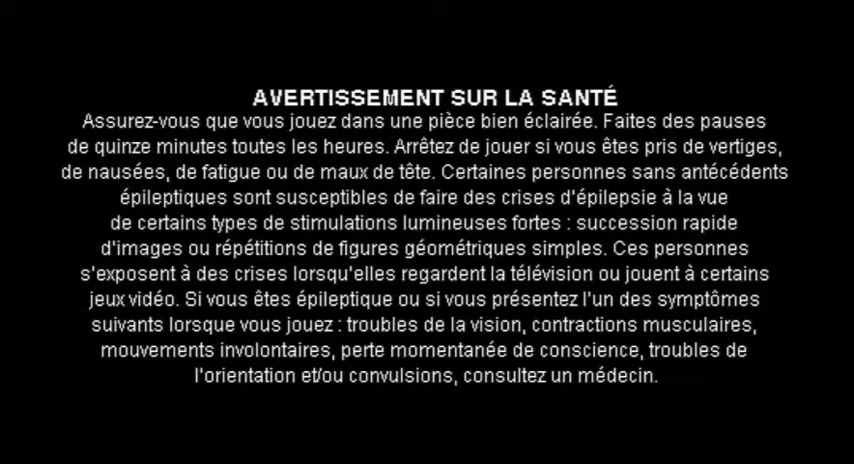 AVERTISSEMENT SUR LA SANTÉ
Assurez-vous que vous jouez dans une pièce bien éclairée. Faites des pauses
de quinze minutes toutes les heures. Arrêtez de jouer si vous êtes pris de vertiges,
de nausées, de fatigue ou de maux de tête. Certaines personnes sans antécédents
épileptiques sont susceptibles de faire des crises d'épilepsie à la vue
de certains types de stimulations lumineuses fortes : succession rapide
d'images ou répétitions de figures géométriques simples. Ces personnes
s'exposent à des crises lorsqu'elles regardent la télévision ou jouent à certains
jeux vidéo. Si vous êtes épileptique ou si vous présentez l'un des symptômes
suivants lorsque vous jouez : troubles de la vision, contractions musculaires,
mouvements involontaires, perte momentanée de conscience, troubles de
l'orientation et/ou convulsions, consultez un médecin.